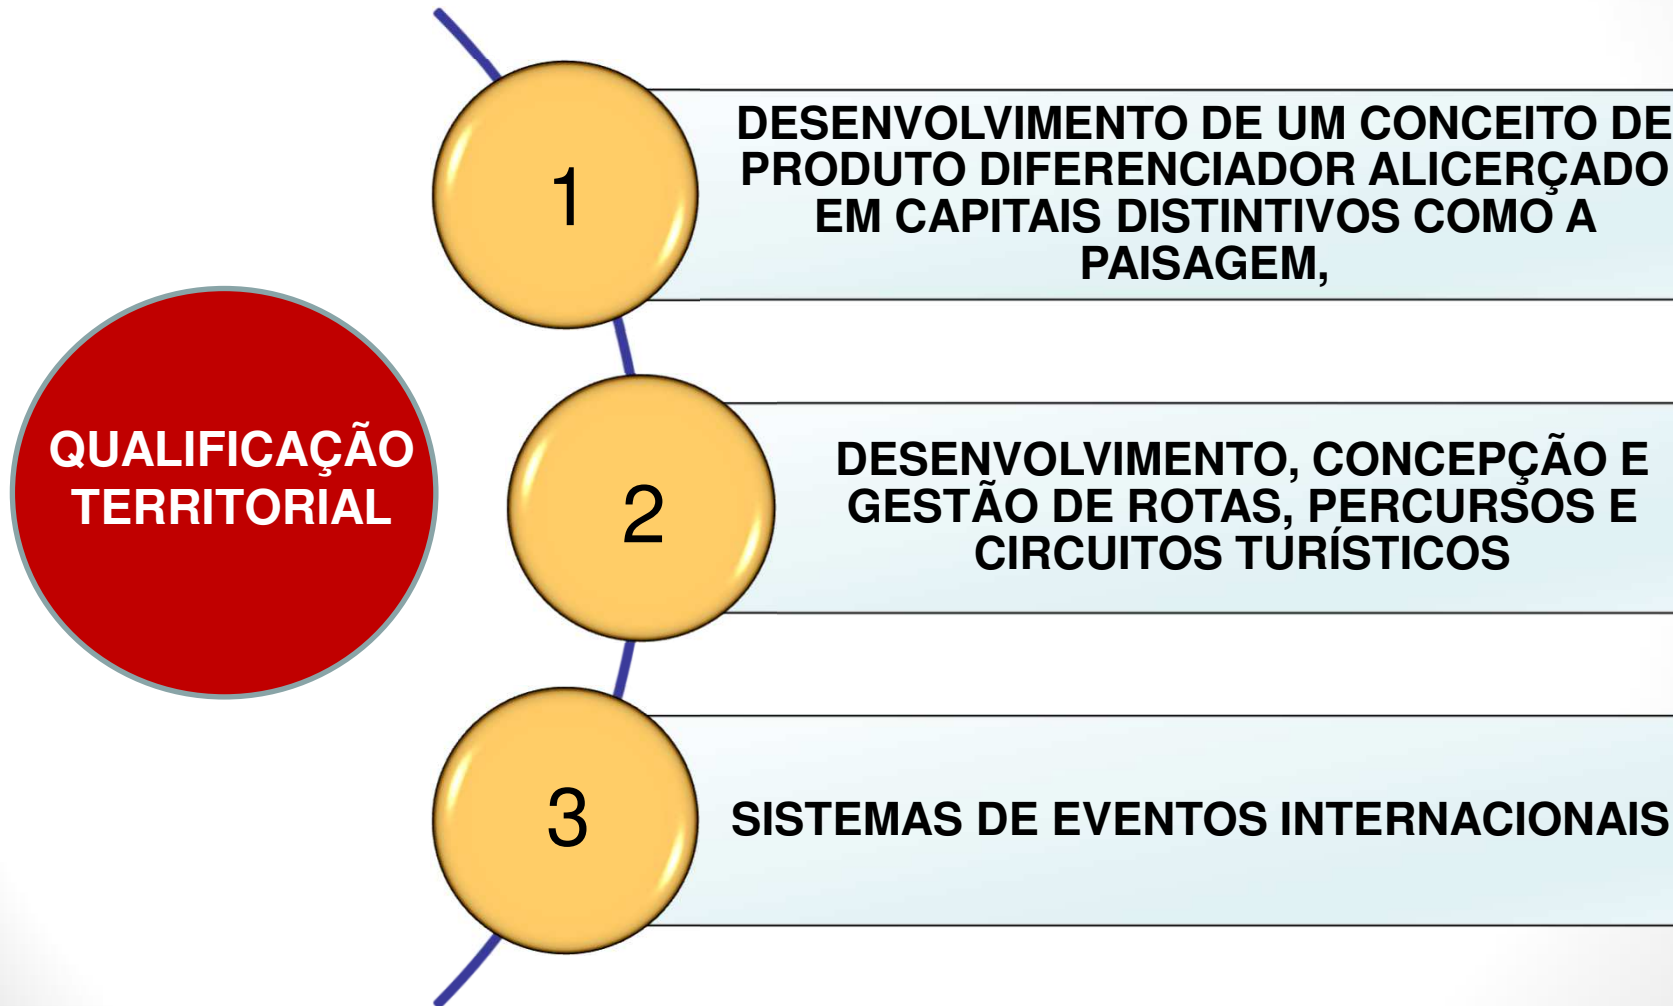 QUALIFICAÇÃO
TERRITORIAL
1
DESENVOLVIMENTO DE UM CONCEITO DE
PRODUTO DIFERENCIADOR ALICERÇADO
EM CAPITAIS DISTINTIVOS COMO A
PAISAGEM,
2
DESENVOLVIMENTO, CONCEPÇÃO E
GESTÃO DE ROTAS, PERCURSOS E
CIRCUITOS TURÍSTICOS
3
SISTEMAS DE EVENTOS INTERNACIONAIS